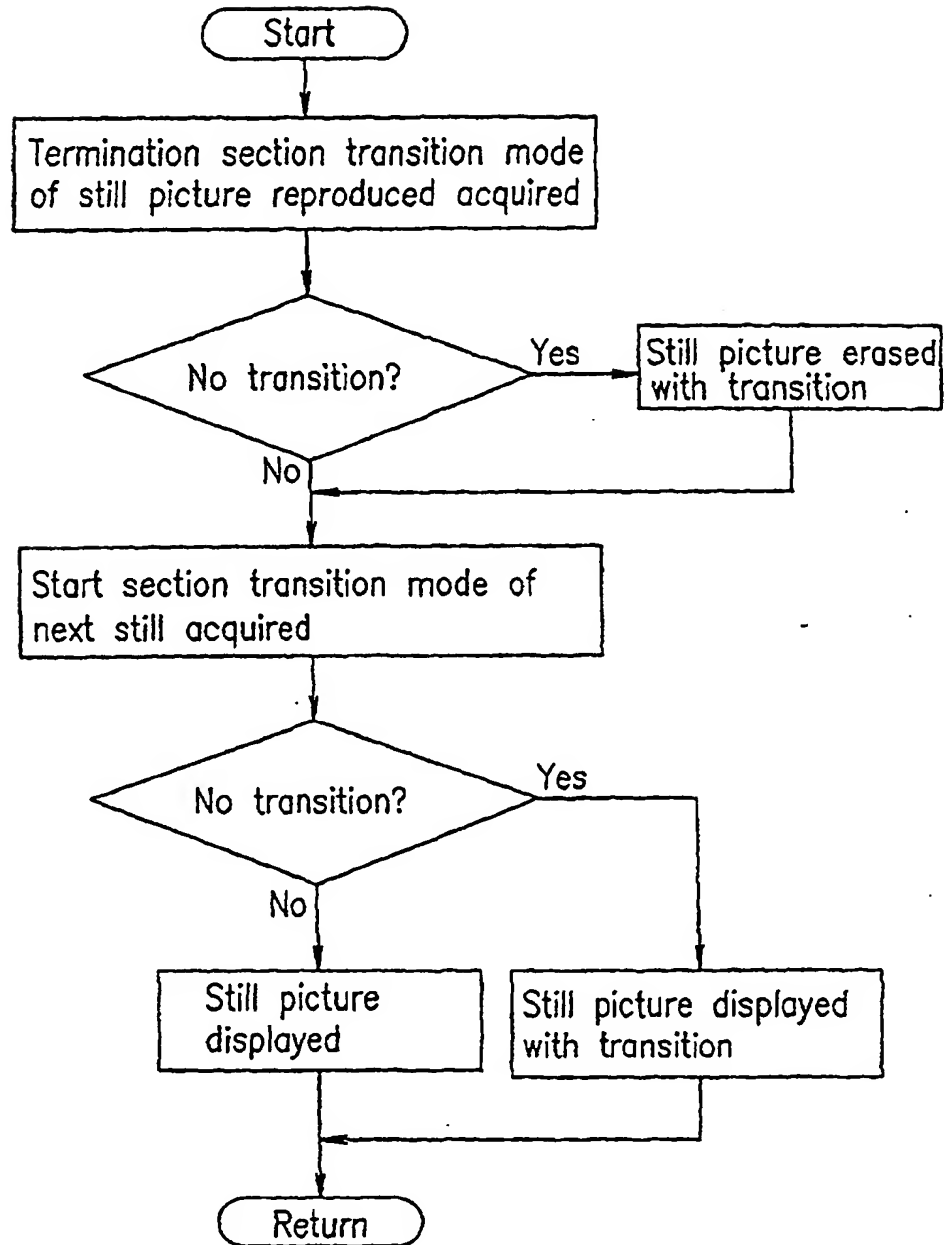 Start
Termination section transition mode
of still picture reproduced acquired
No transition?
Yes
Still picture erased
with transition
No
Start section transition mode of
next still acquired
No transition?
Yes
No
Still picture
displayed
Still picture displayed
with transition
Return